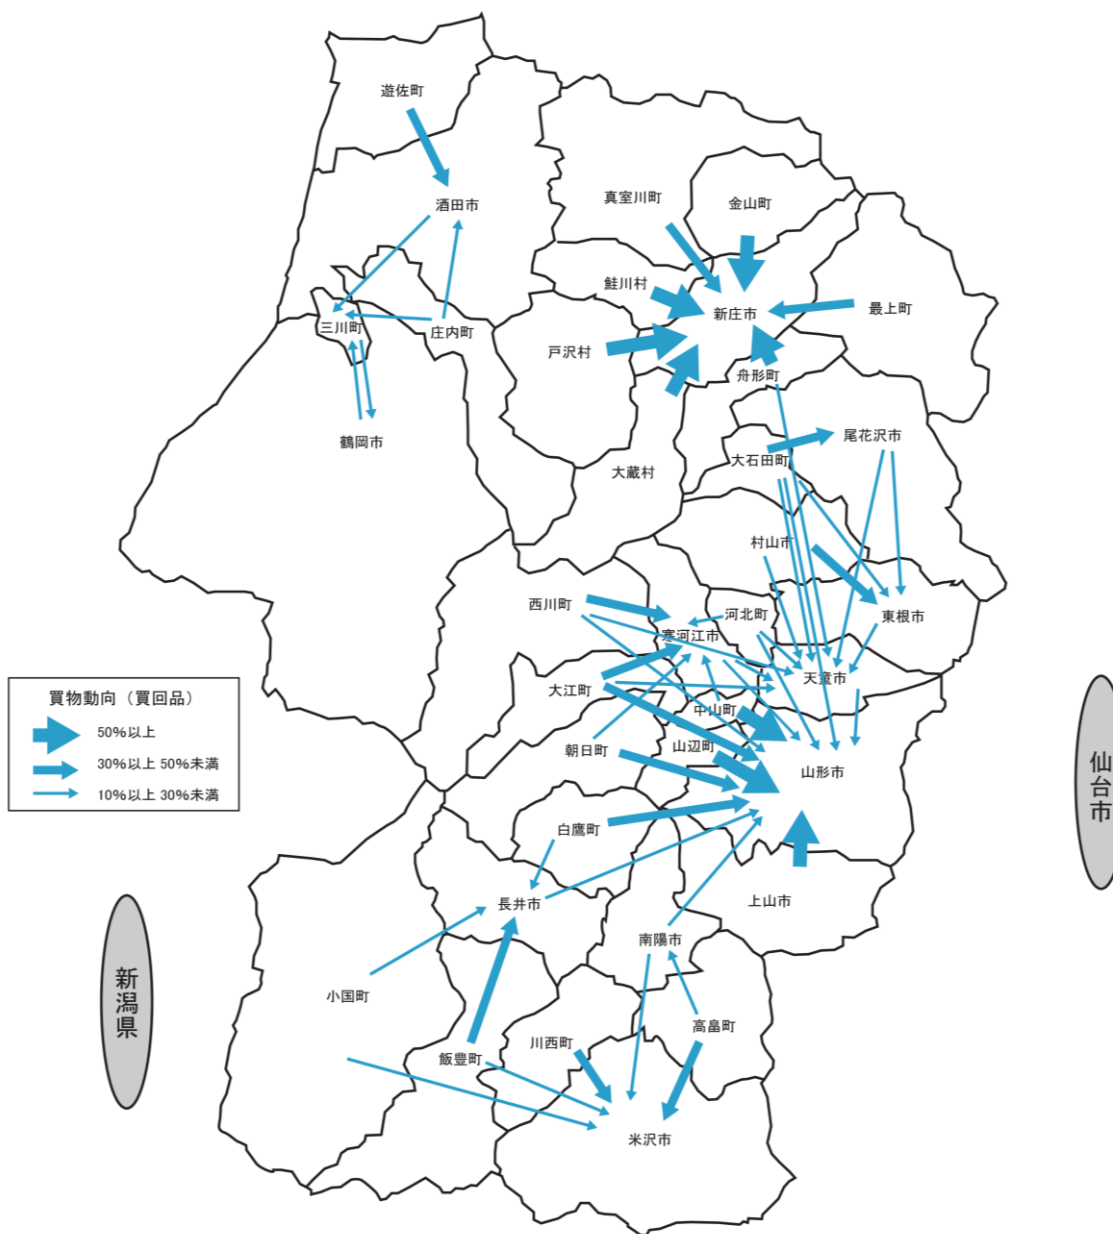 遊佐町
酒田市
真室川町
金山町
鮭川村
新庄市
最上町
三川町
庄内町
戸沢村
舟形町
鶴岡市
尾花沢市
大石田町
大蔵村
村山市
西川町
河北町
東根市
寒河江市
天童市
大江町
中山町
朝日町
山辺町
山形市
白鷹町
長井市
上山市
南陽市
小国町
高畠町
川西町
飯豊町
米沢市
買物動向（買回品）
50％以上
30％以上 50％未満
10％以上 30％未満
新潟県
仙台市